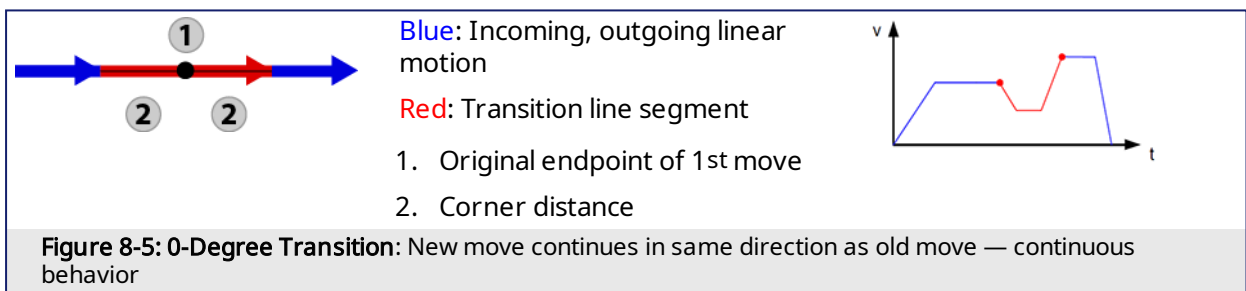 1
2 2
Blue: Incoming, outgoing linear
motion
Red: Transition line segment
1. Original endpoint of 1st move
2. Corner distance
v
t
Figure 8-5: 0-Degree Transition: New move continues in same direction as old move — continuous
behavior